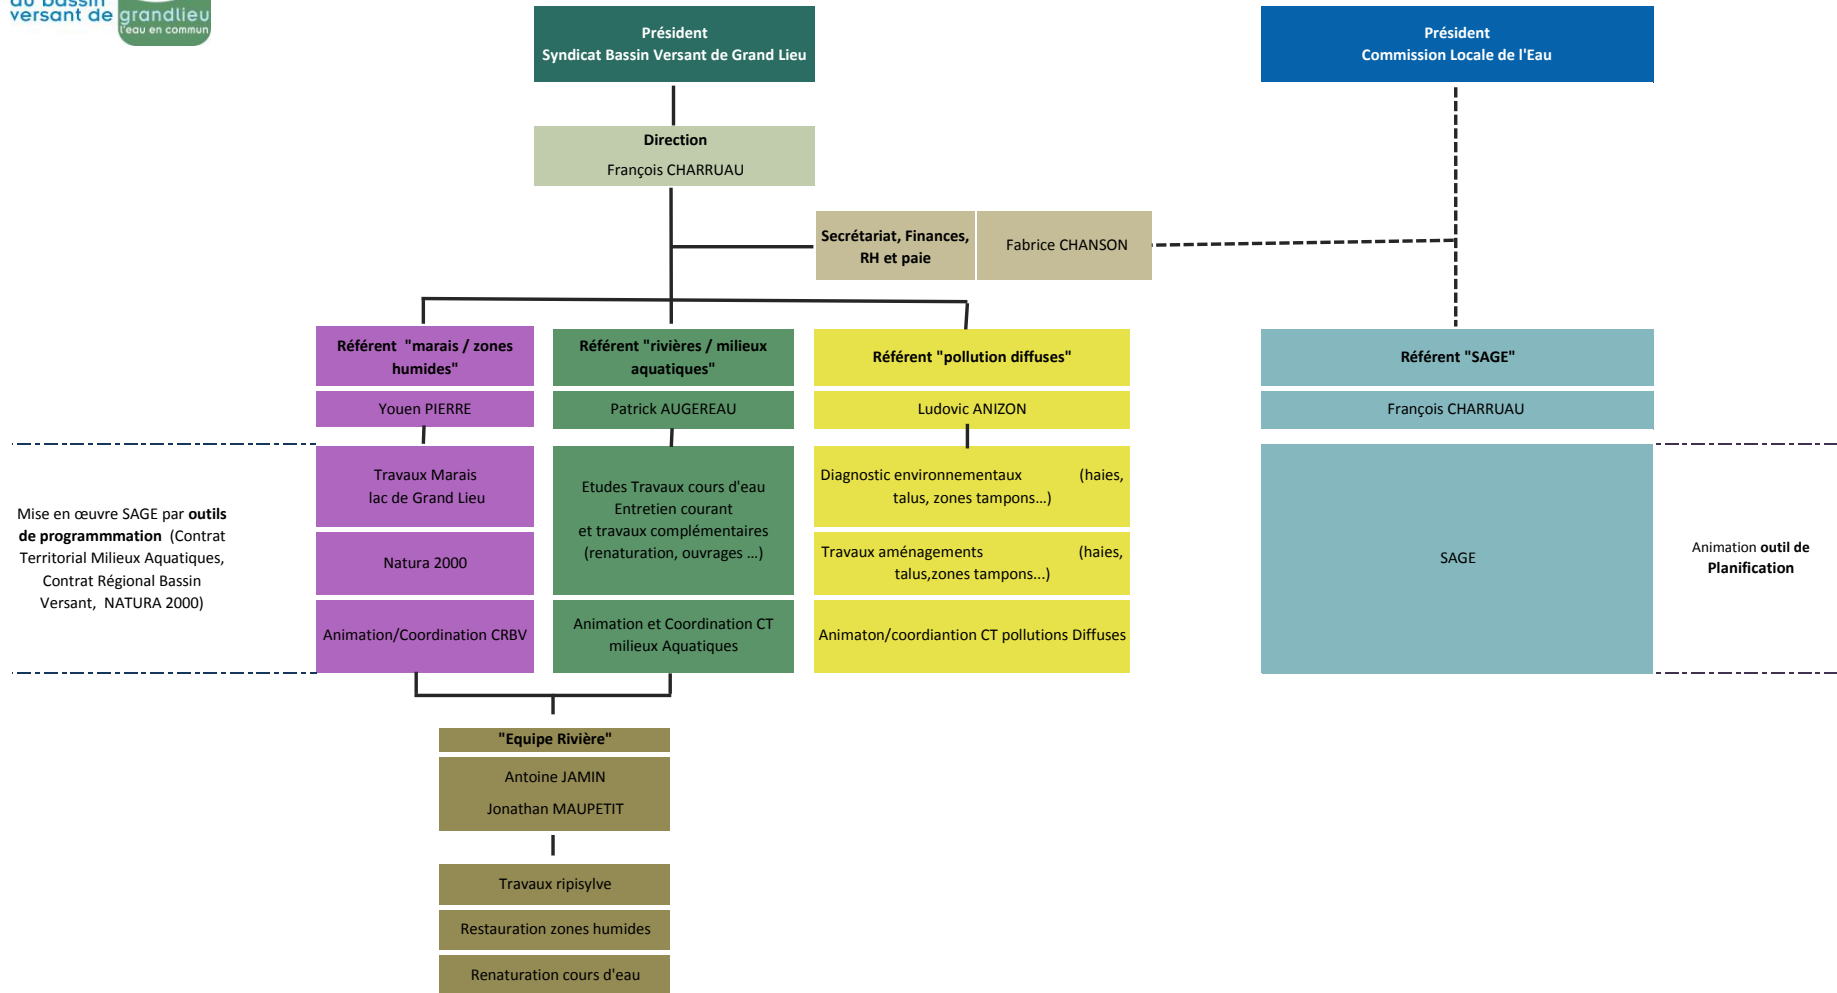 du bassin
versant de
grandlieu
l'eau en commun
Président
Syndicat Bassin Versant de Grand Lieu
Président
Commission Locale de l'Eau
Direction
François CHARRUAU
Secrétariat, Finances,
RH et paie
Fabrice CHANSON
Référent "marais / zones
humides"
Youen PIERRE
Référent "rivières / milieux
aquatiques"
Patrick AUGEREAU
Référent "pollution diffuses"
Ludovic ANIZON
Référent "SAGE"
François CHARRUAU
Mise en œuvre SAGE par outils
de programmmation (Contrat
Territorial Milieux Aquatiques,
Contrat Régional Bassin
Versant, NATURA 2000)
Travaux Marais
lac de Grand Lieu
Natura 2000
Animation/Coordination CRBV
Etudes Travaux cours d'eau
Entretien courant
et travaux complémentaires
(renaturation, ouvrages ...)
Animation et Coordination CT
milieux Aquatiques
Diagnostic environnementaux (haies,
talus, zones tampons...)
Travaux aménagements (haies,
talus,zones tampons...)
Animaton/coordiantion CT pollutions Diffuses
SAGE
Animation outil de
Planification
"Equipe Rivière"
Antoine JAMIN
Jonathan MAUPETIT
Travaux ripisylve
Restauration zones humides
Renaturation cours d'eau